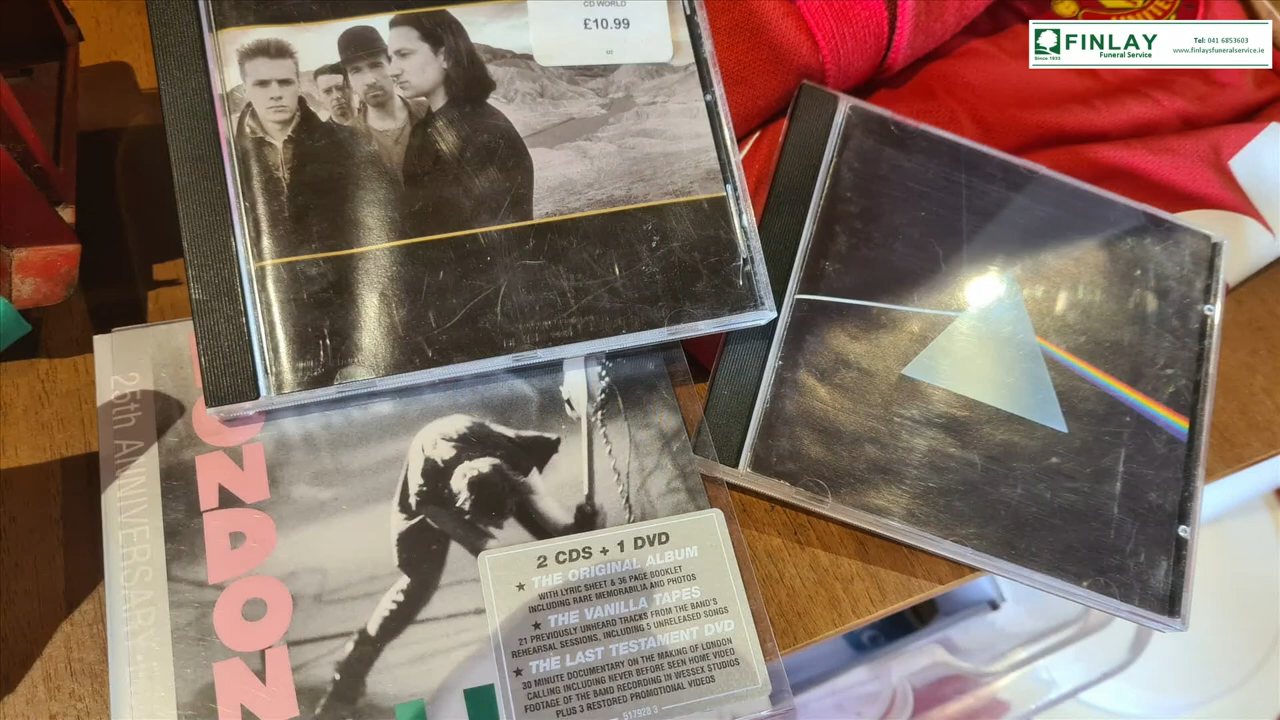 CD WORLD
£10.99
UNITE
FINLAY
Funeral Service
Since 1933
Tel: 041 6853603
www.finlaysfuneralservice.ie
25th ANNIVERSARY
LONDON
2 CDS + 1 DVD
★ THE ORIGINAL ALBUM
WITH LYRIC SHEET & 36 PAGE BOOKLET
INCLUDING RARE MEMORABILIA AND PHOTOS
★ THE VANILLA TAPES
21 PREVIOUSLY UNHEARD TRACKS FROM THE BAND'S
REHEARSAL SESSIONS, INCLUDING 5 UNRELEASED SONGS
★ THE LAST TESTAMENT DVD
30 MINUTE DOCUMENTARY ON THE MAKING OF LONDON
CALLING INCLUDING NEVER BEFORE SEEN HOME VIDEO
FOOTAGE OF THE BAND RECORDING IN WESSEX STUDIOS
PLUS 3 RESTORED PROMOTIONAL VIDEOS
517928 3